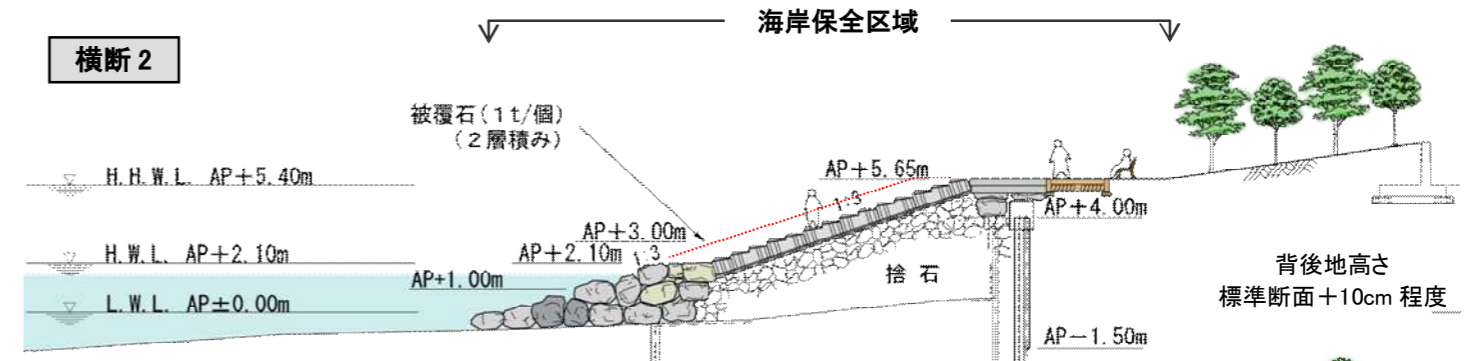 海岸保全区域
横断2
被覆石(1t/個)
(2層積み)
H.H.W.L. AP+5.40m
AP+5.65m
1:3
AP+4.00m
AP+3.00m
H.W.L. AP+2.10m
AP+2.10m
1:3
捨石
背後地高さ
標準断面+10cm 程度
AP+1.00m
L.W.L. AP±0.00m
AP-1.50m